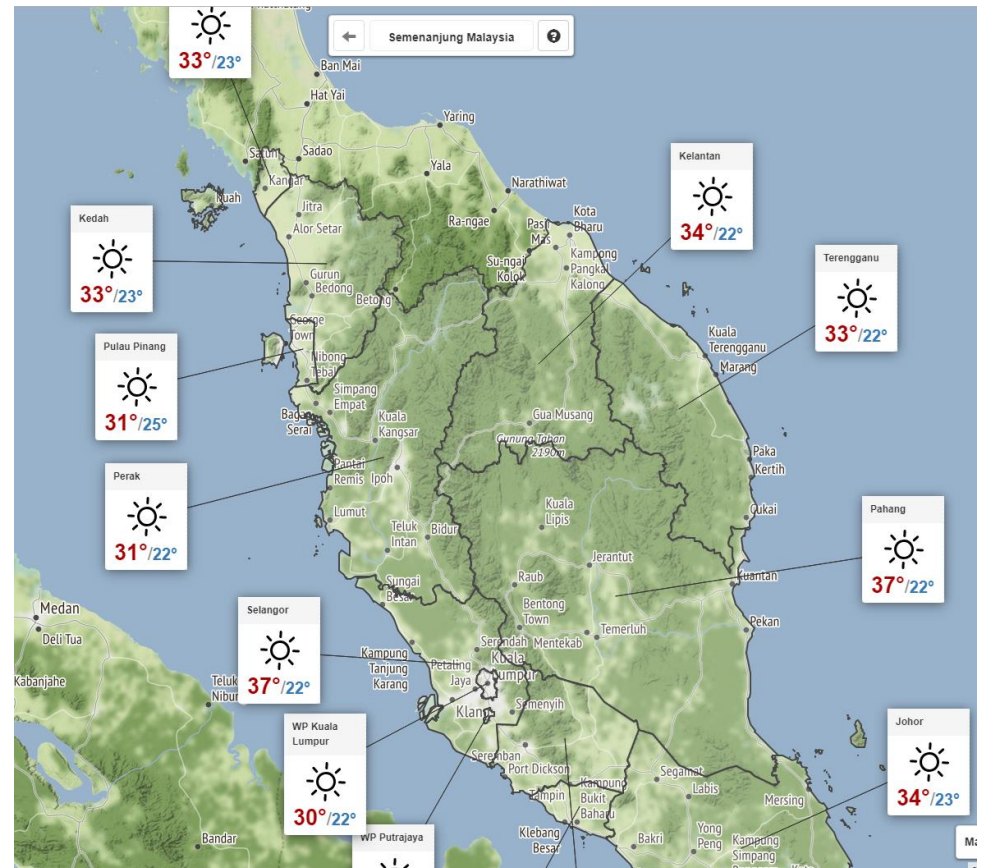 33°/23°
Semenanjung Malaysia
Ban Mai
Hat Yai
Yaring
Satun
Sadao
Yala
Kangar
Narathiwat
Kelantan
34°/22°
Jitra
Alor Setar
Ra-ngae
Kota
Bharu
Pasir
Mas
Kedah
33°/23°
Su-ngai
Kolok
Kampong
Pangkal
Kalong
Gurun
Bedong
Betong
Terengganu
33°/22°
George
Town
Kuala
Terengganu
Marang
Pulau Pinang
31°/25°
Nibong
Tebal
Simpang
Empat
Bagan
Serai
Kuala
Kangsar
Gua Musang
Gunung Tahan
2190m
Paka
Kertih
Perak
31°/22°
Pantai
Remis
Ipoh
Lumut
Teluk
Intan
Bidur
Kuala
Lipis
Cukai
Pahang
37°/22°
Jerantut
Raub
Kuantan
Sungai
Besar
Bentong
Town
Mentekab
Temerluh
Pekan
Medan
Deli Tua
Selangor
37°/22°
Kampung
Tanjung
Karang
Serendah
Petaling
Jaya
Kuala
Lumpur
Kabanjahe
Klang
Semenyih
WP Kuala
Lumpur
30°/22°
Seremban
Port Dickson
Johor
34°/23°
Segamat
Labis
Mersing
Tampin
Kampung
Bukit
Baharu
Klebang
Besar
Bakri
Yong
Peng
Kampung
Simpang
Bandar
WP Putrajaya